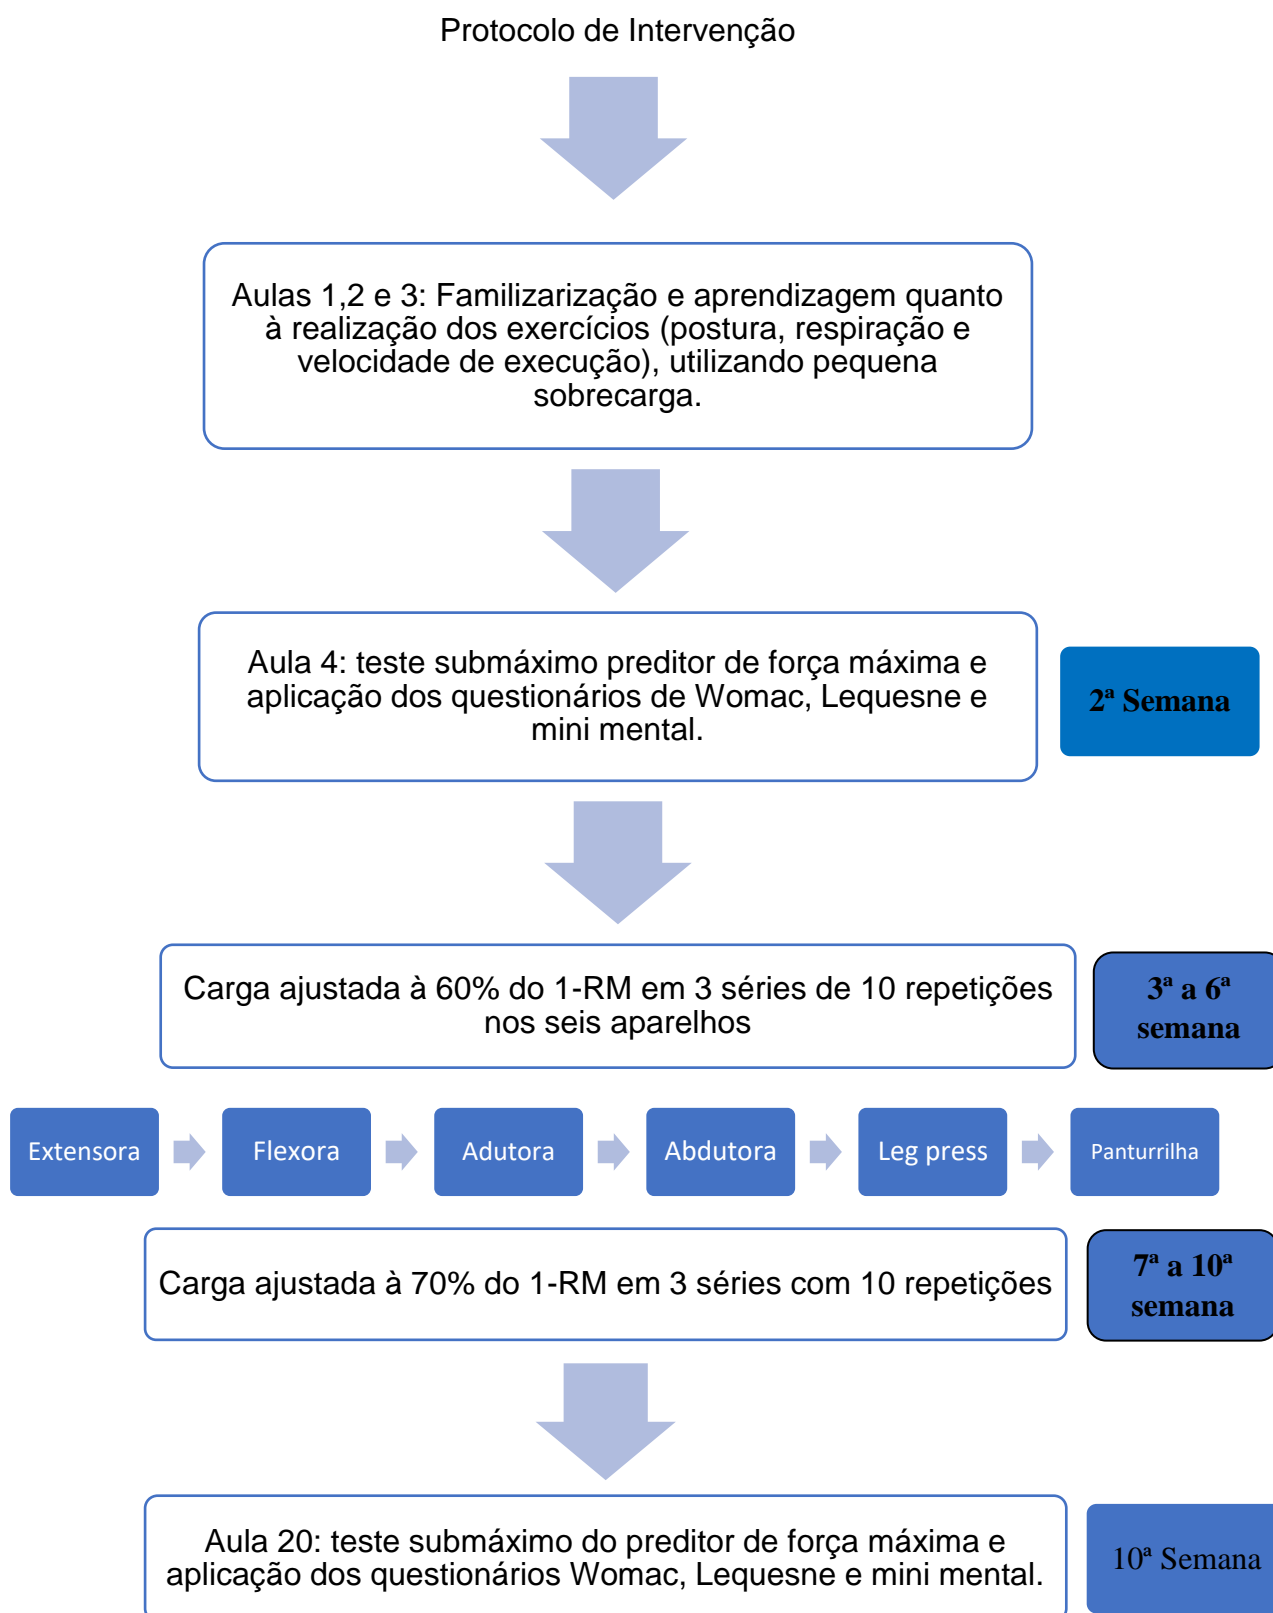 Protocolo de Intervenção
Aulas 1,2 e 3: Familizarização e aprendizagem quanto
à realização dos exercícios (postura, respiração e
velocidade de execução), utilizando pequena
sobrecarga.
Aula 4: teste submáximo preditor de força máxima e
aplicação dos questionários de Womac, Lequesne e
mini mental.
2ª Semana
Carga ajustada à 60% do 1-RM em 3 séries de 10 repetições
nos seis aparelhos
3ª a 6ª
semana
Extensora
Flexora
Adutora
Abdutora
Leg press
Panturrilha
Carga ajustada à 70% do 1-RM em 3 séries com 10 repetições
7ª a 10ª
semana
Aula 20: teste submáximo do preditor de força máxima e
aplicação dos questionários Womac, Lequesne e mini mental.
10ª Semana